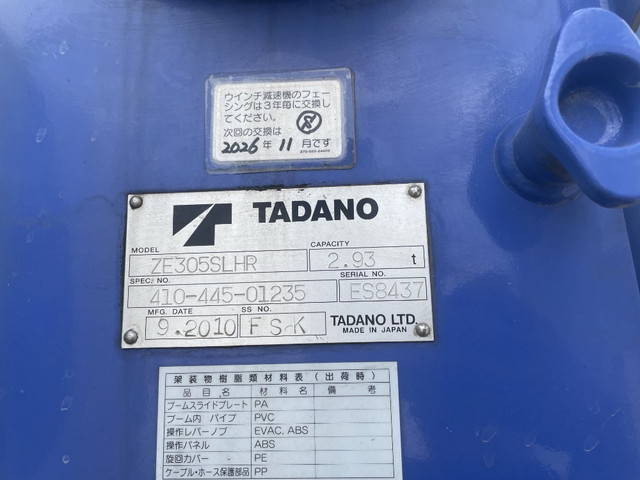 ウインチ減速機のフェー
シングは3年毎に交換し
てください。
次回の交換は
2026年 11月です
TADANO
MODEL
ZE305SLHR
CAPACITY
2.93 t
SPEC. NO.
410-445-01235
SERIAL NO.
ES8437
MFG. DATE
9.2010
SS NO.
FSK
TADANO LTD.
MADE IN JAPAN
架装物樹脂類材料表(出荷時)
品目 材料名 備考
ブームスライドプレート PA
ブーム内 パイプ PVC
操作レバーノブ EVAC, ABS
操作パネル ABS
旋回カバー PE
ケーブル・ホース保護部品 PP